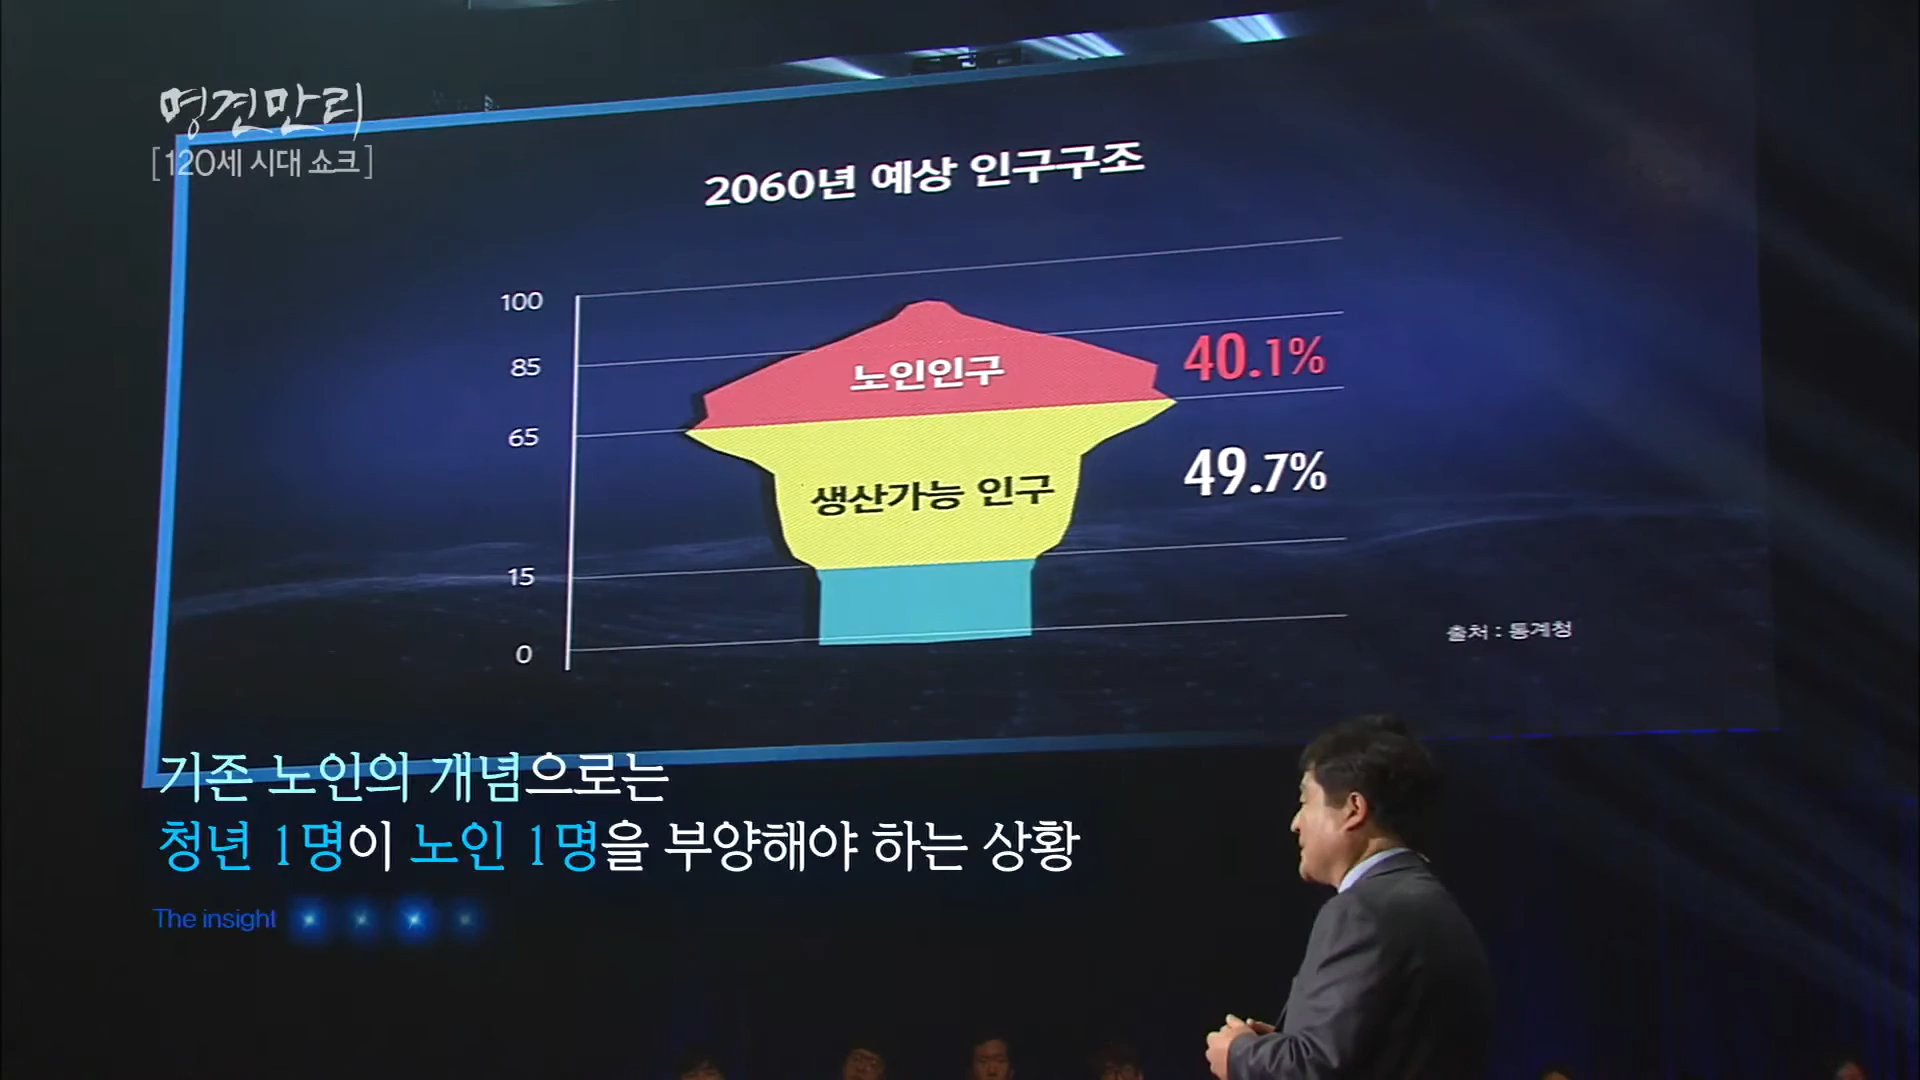 명견만리
[120세 시대 쇼크]
2060년 예상 인구구조
100
85
65
15
0
노인인구
40.1%
생산가능 인구
49.7%
출처 : 통계청
기존 노인의 개념으로는
청년 1명이 노인 1명을 부양해야 하는 상황
The insight